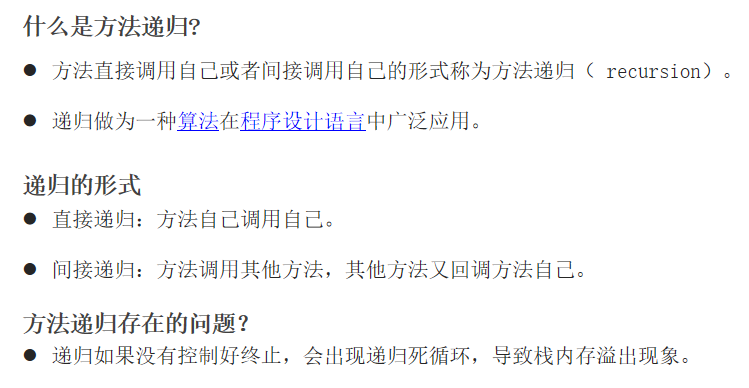 什么是方法递归?
● 方法直接调用自己或者间接调用自己的形式称为方法递归（ recursion）。
● 递归做为一种算法在程序设计语言中广泛应用。
递归的形式
● 直接递归：方法自己调用自己。
● 间接递归：方法调用其他方法，其他方法又回调方法自己。
方法递归存在的问题？
● 递归如果没有控制好终止，会出现递归死循环，导致栈内存溢出现象。